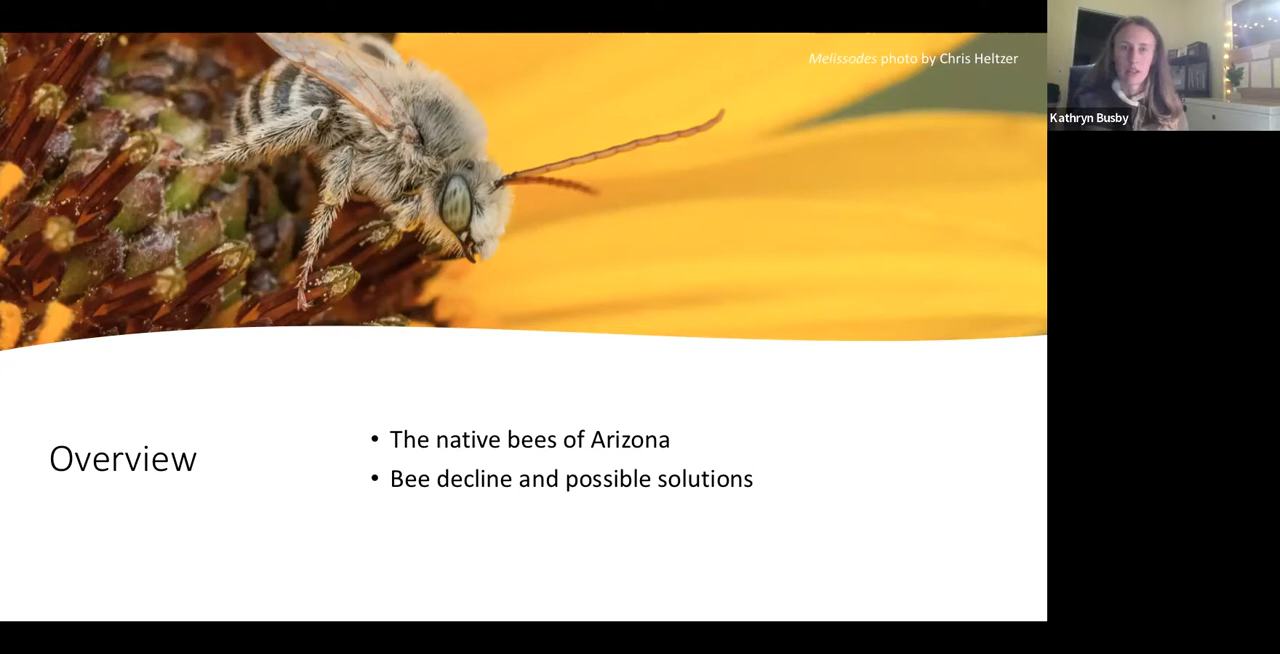 Melissodes photo by Chris Heltzer
Kathryn Busby
Overview
• The native bees of Arizona
• Bee decline and possible solutions